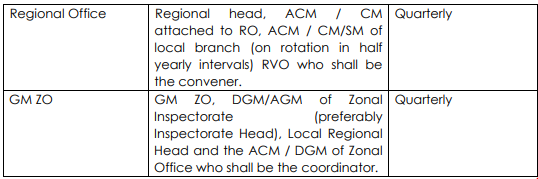 Regional Office
Regional head, ACM / CM
attached to RO, ACM / CM/SM of
local branch (on rotation in half
yearly intervals) RVO who shall be
the convener.
Quarterly
GM ZO
GM ZO, DGM/AGM of Zonal
Inspectorate (preferably
Inspectorate Head), Local Regional
Head and the ACM / DGM of Zonal
Office who shall be the coordinator.
Quarterly